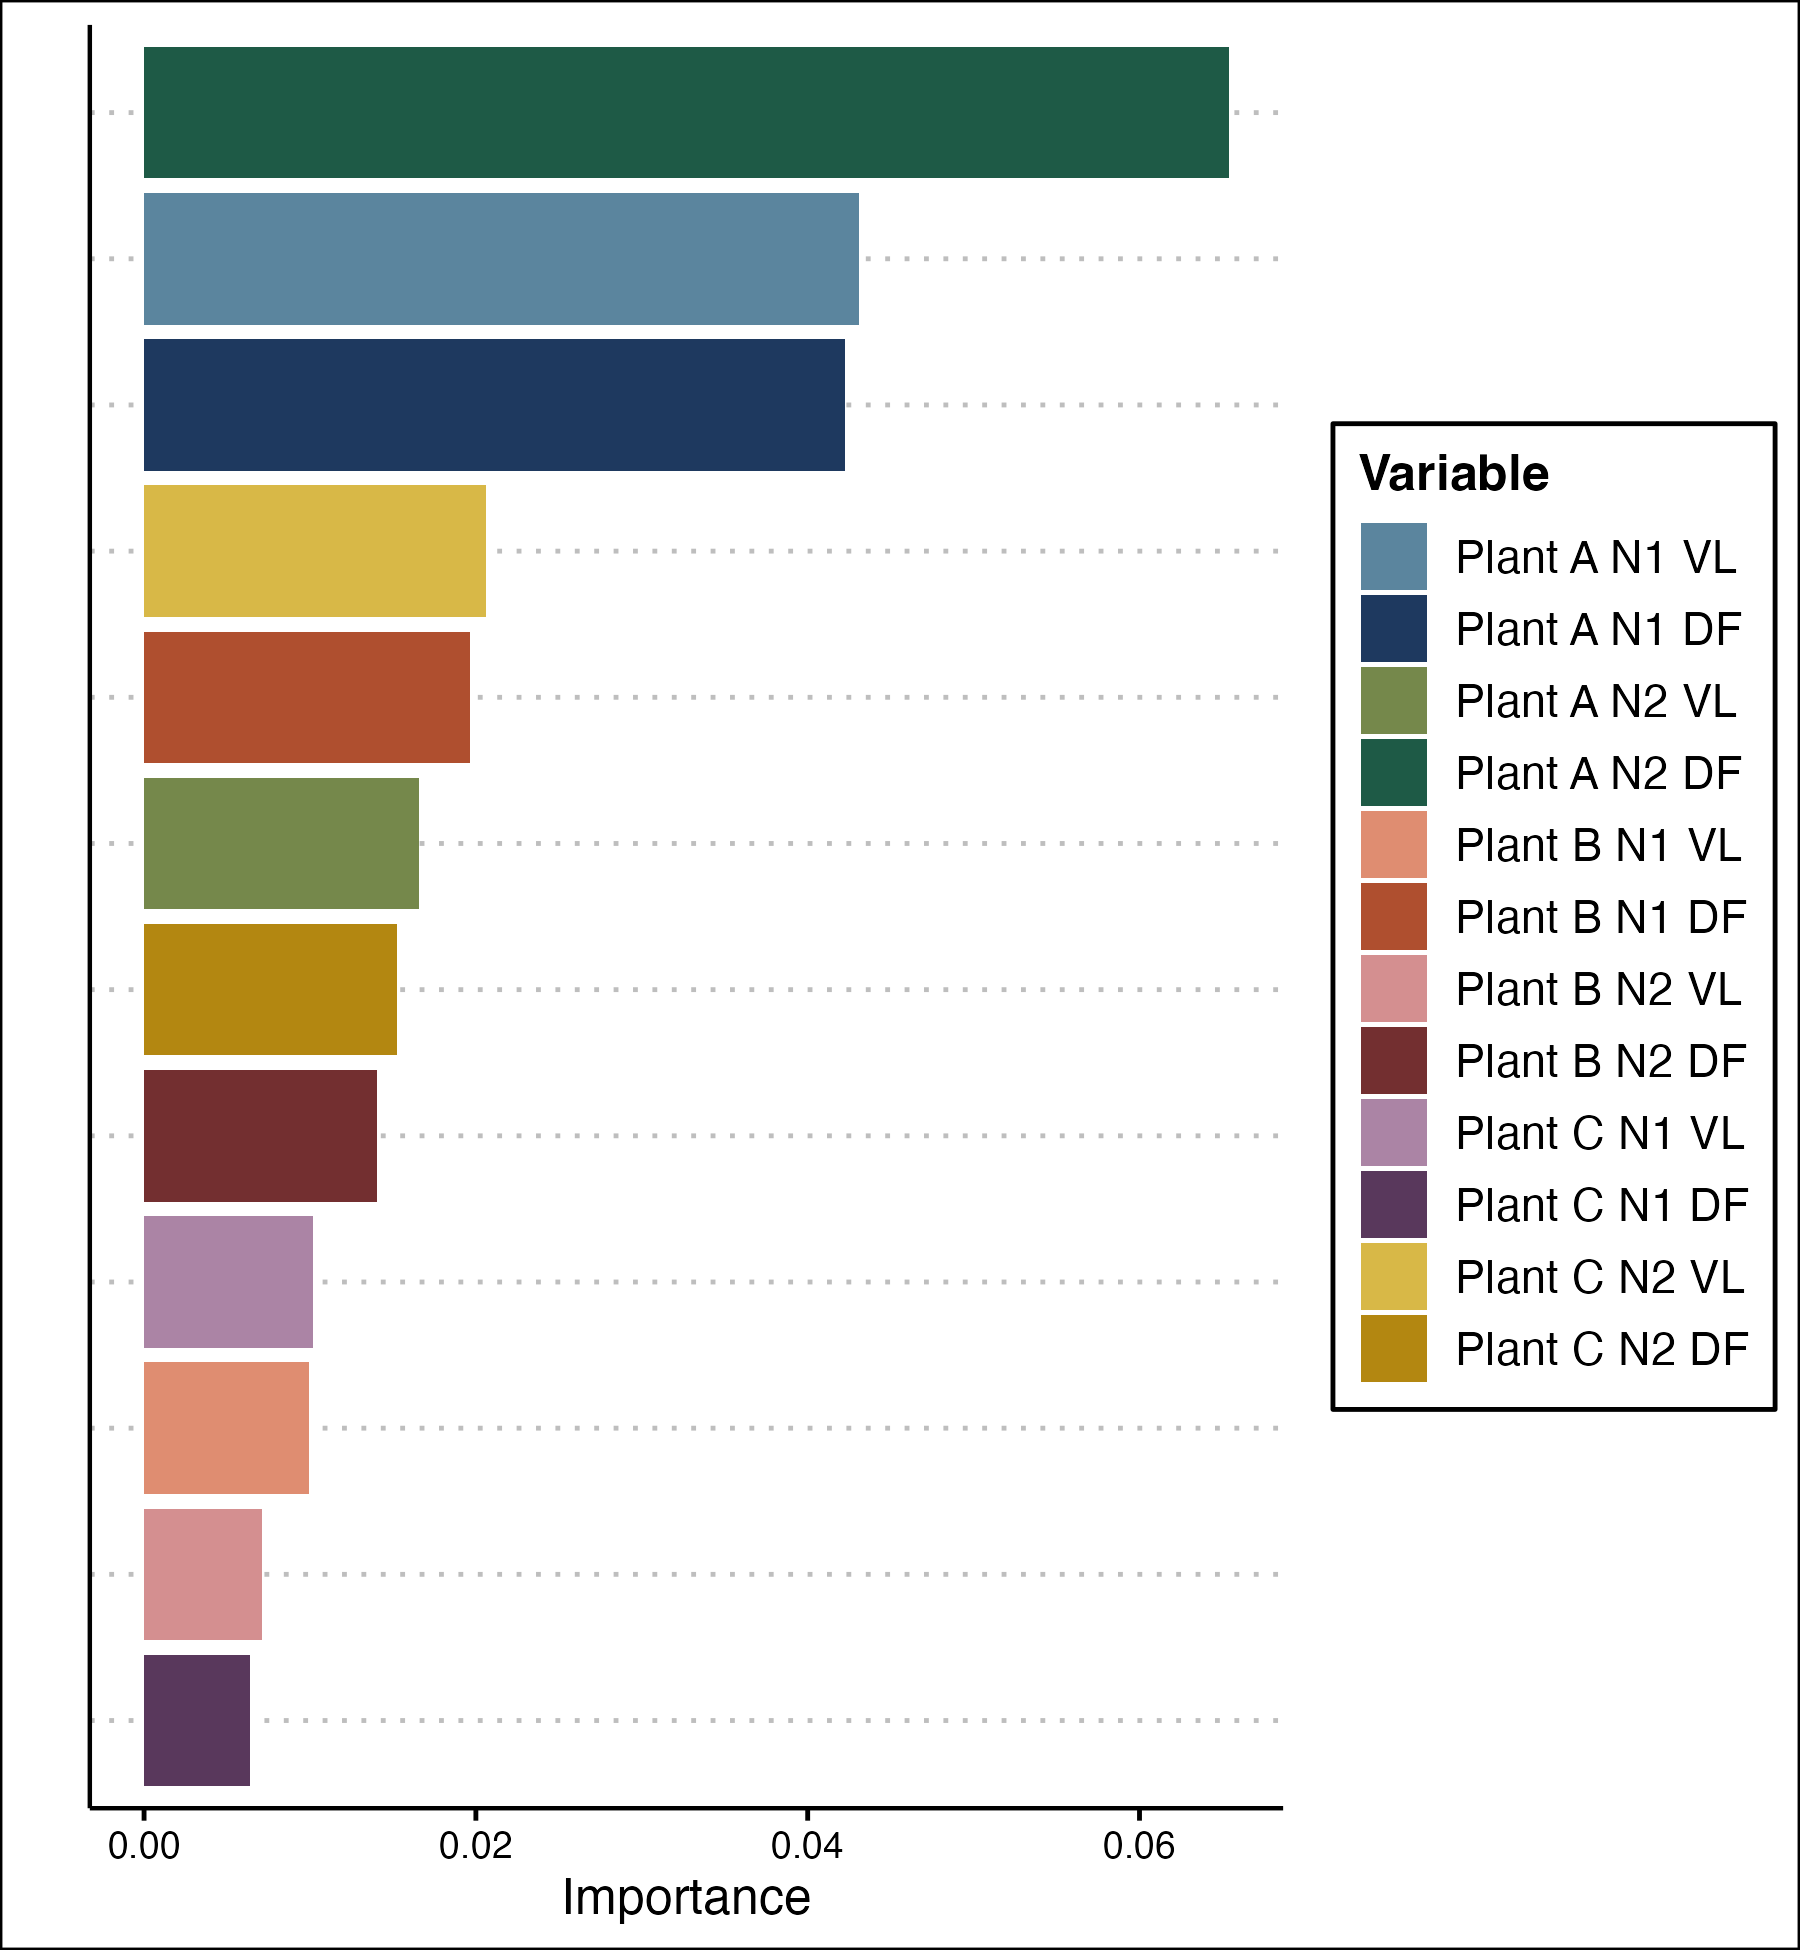 Variable
Plant A N1 VL
Plant A N1 DF
Plant A N2 VL
Plant A N2 DF
Plant B N1 VL
Plant B N1 DF
Plant B N2 VL
Plant B N2 DF
Plant C N1 VL
Plant C N1 DF
Plant C N2 VL
Plant C N2 DF
0.00 0.02 0.04 0.06
Importance